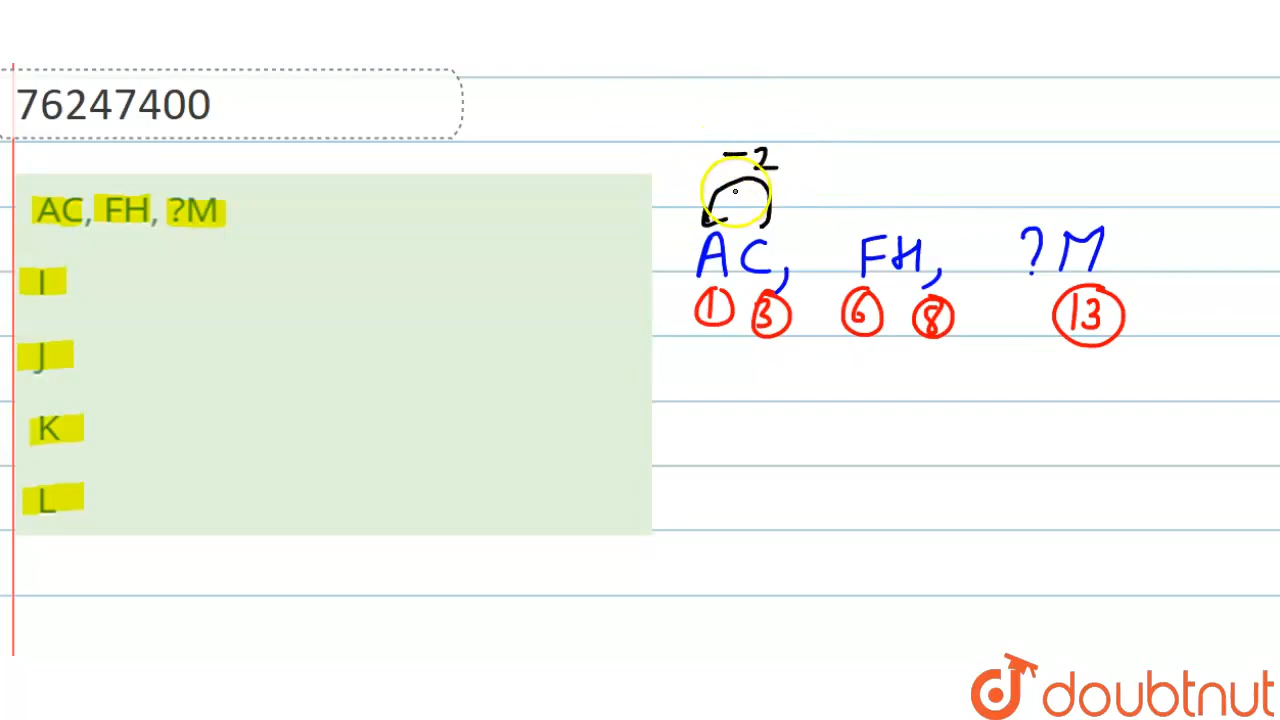 76247400
AC, FH, ?M
I
J
K
L
-2
AC, FH, ?M
1 3 6 8 13
doubtnut